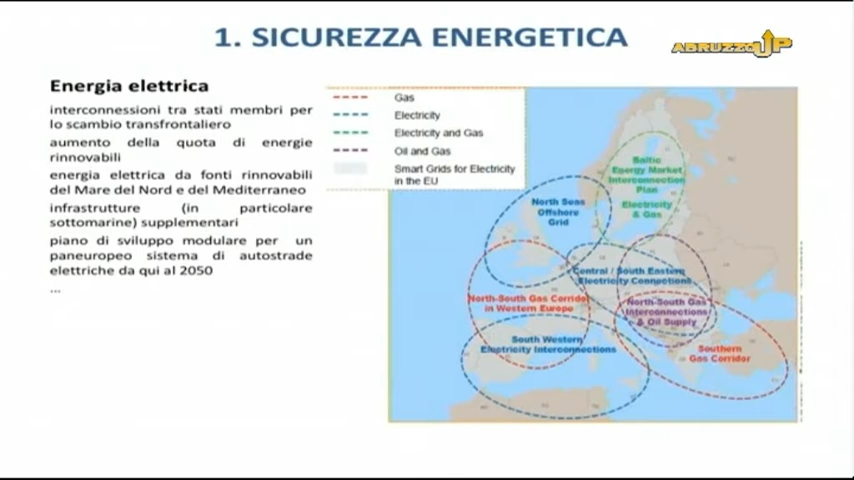 1. SICUREZZA ENERGETICA
ABRUZZO UP
Energia elettrica
interconnessioni tra stati membri per
lo scambio transfrontaliero
aumento della quota di energie
rinnovabili
energia elettrica da fonti rinnovabili
del Mare del Nord e del Mediterraneo
infrastrutture (in particolare
sottomarine) supplementari
piano di sviluppo modulare per un
paneuropeo sistema di autostrade
elettriche da qui al 2050
...
Gas
Electricity
Electricity and Gas
Oil and Gas
Smart Grids for Electricity
in the EU
Baltic
Energy Market
Interconnection
Plan
Electricity
& Gas
North Seas
Offshore
Grid
Central / South Eastern
Electricity Connections
North-South Gas Corridor
in Western Europe
North-South Gas
Interconnections
& Oil Supply
South Western
Electricity Interconnections
Southern
Gas Corridor